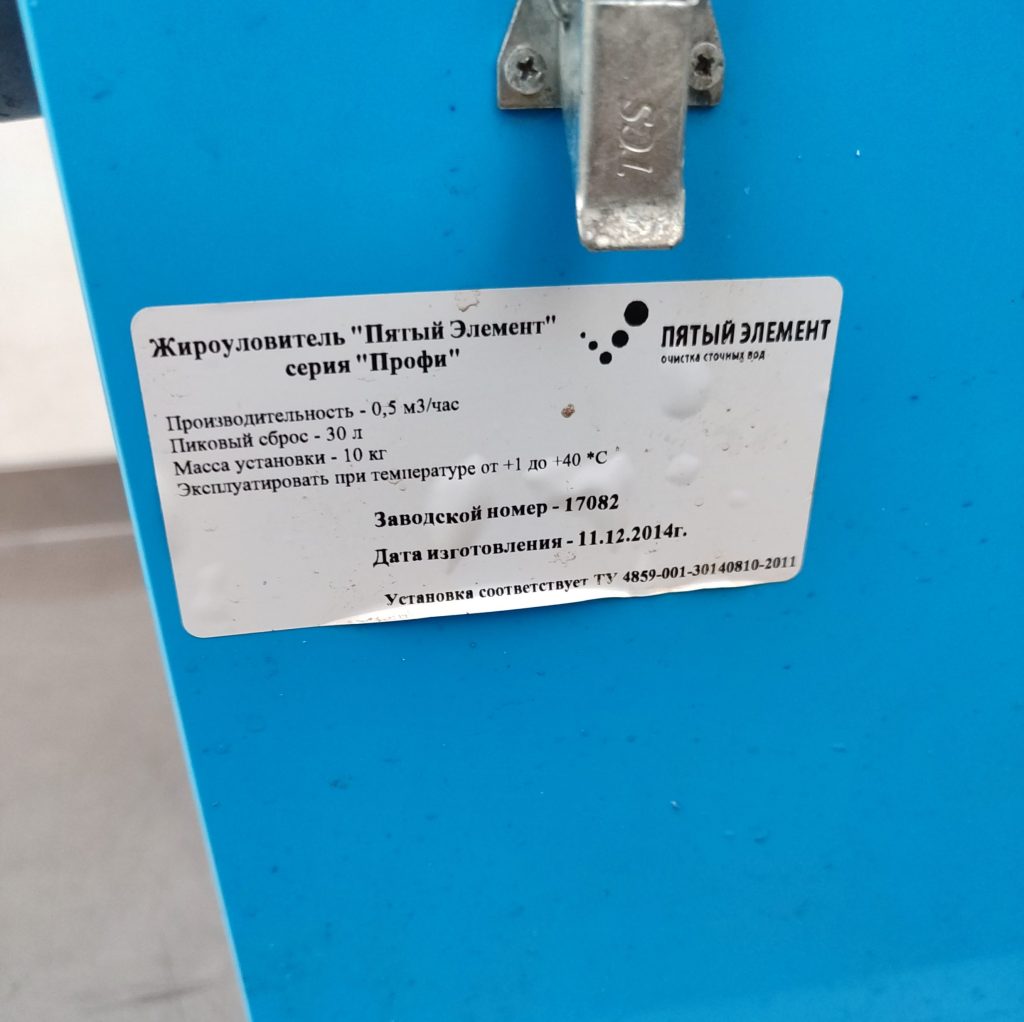 Жироуловитель "Пятый Элемент"
серия "Профи"
ПЯТЫЙ ЭЛЕМЕНТ
ОЧИСТКА СТОЧНЫХ ВОД
Производительность - 0,5 м3/час
Пиковый сброс - 30 л
Масса установки - 10 кг
Эксплуатировать при температуре от +1 до +40 *С
Заводской номер - 17082
Дата изготовления - 11.12.2014г.
Установка соответствует ТУ 4859-001-30140810-2011